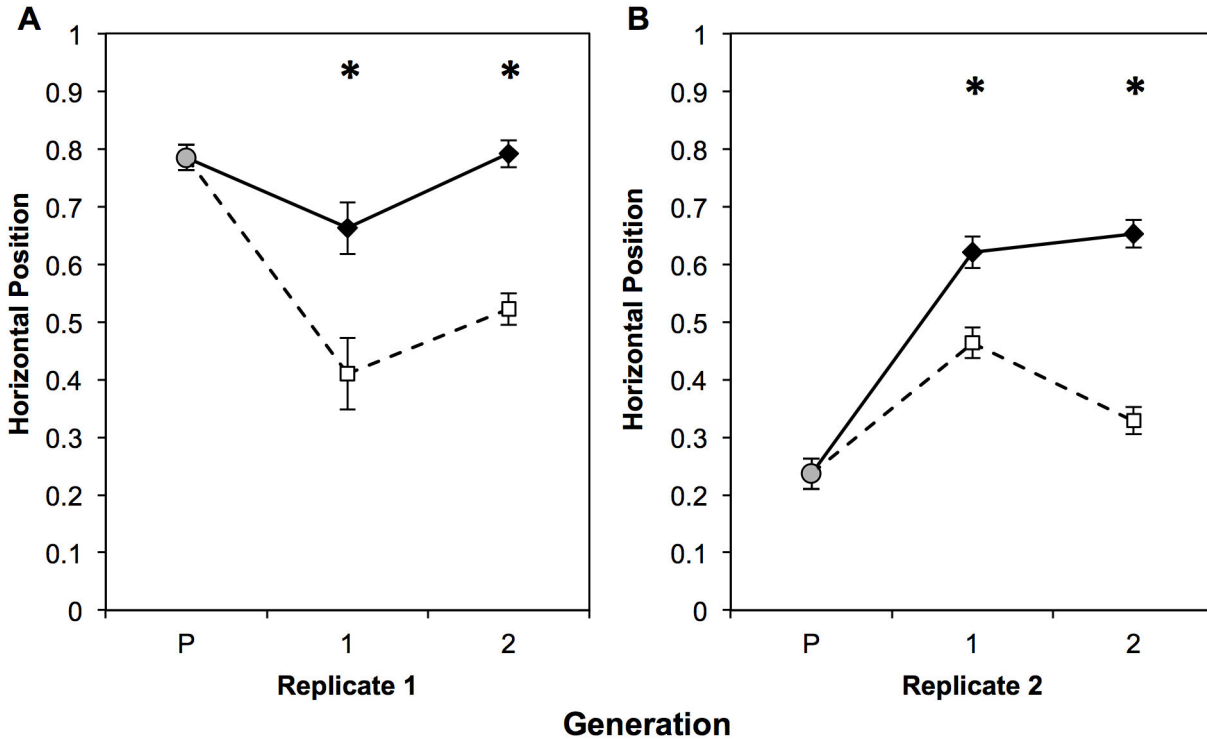 A
Horizontal Position
1
0.9
0.8
0.7
0.6
0.5
0.4
0.3
0.2
0.1
0
* *
P 1 2
Replicate 1
B
Horizontal Position
1
0.9
0.8
0.7
0.6
0.5
0.4
0.3
0.2
0.1
0
* *
P 1 2
Replicate 2
Generation